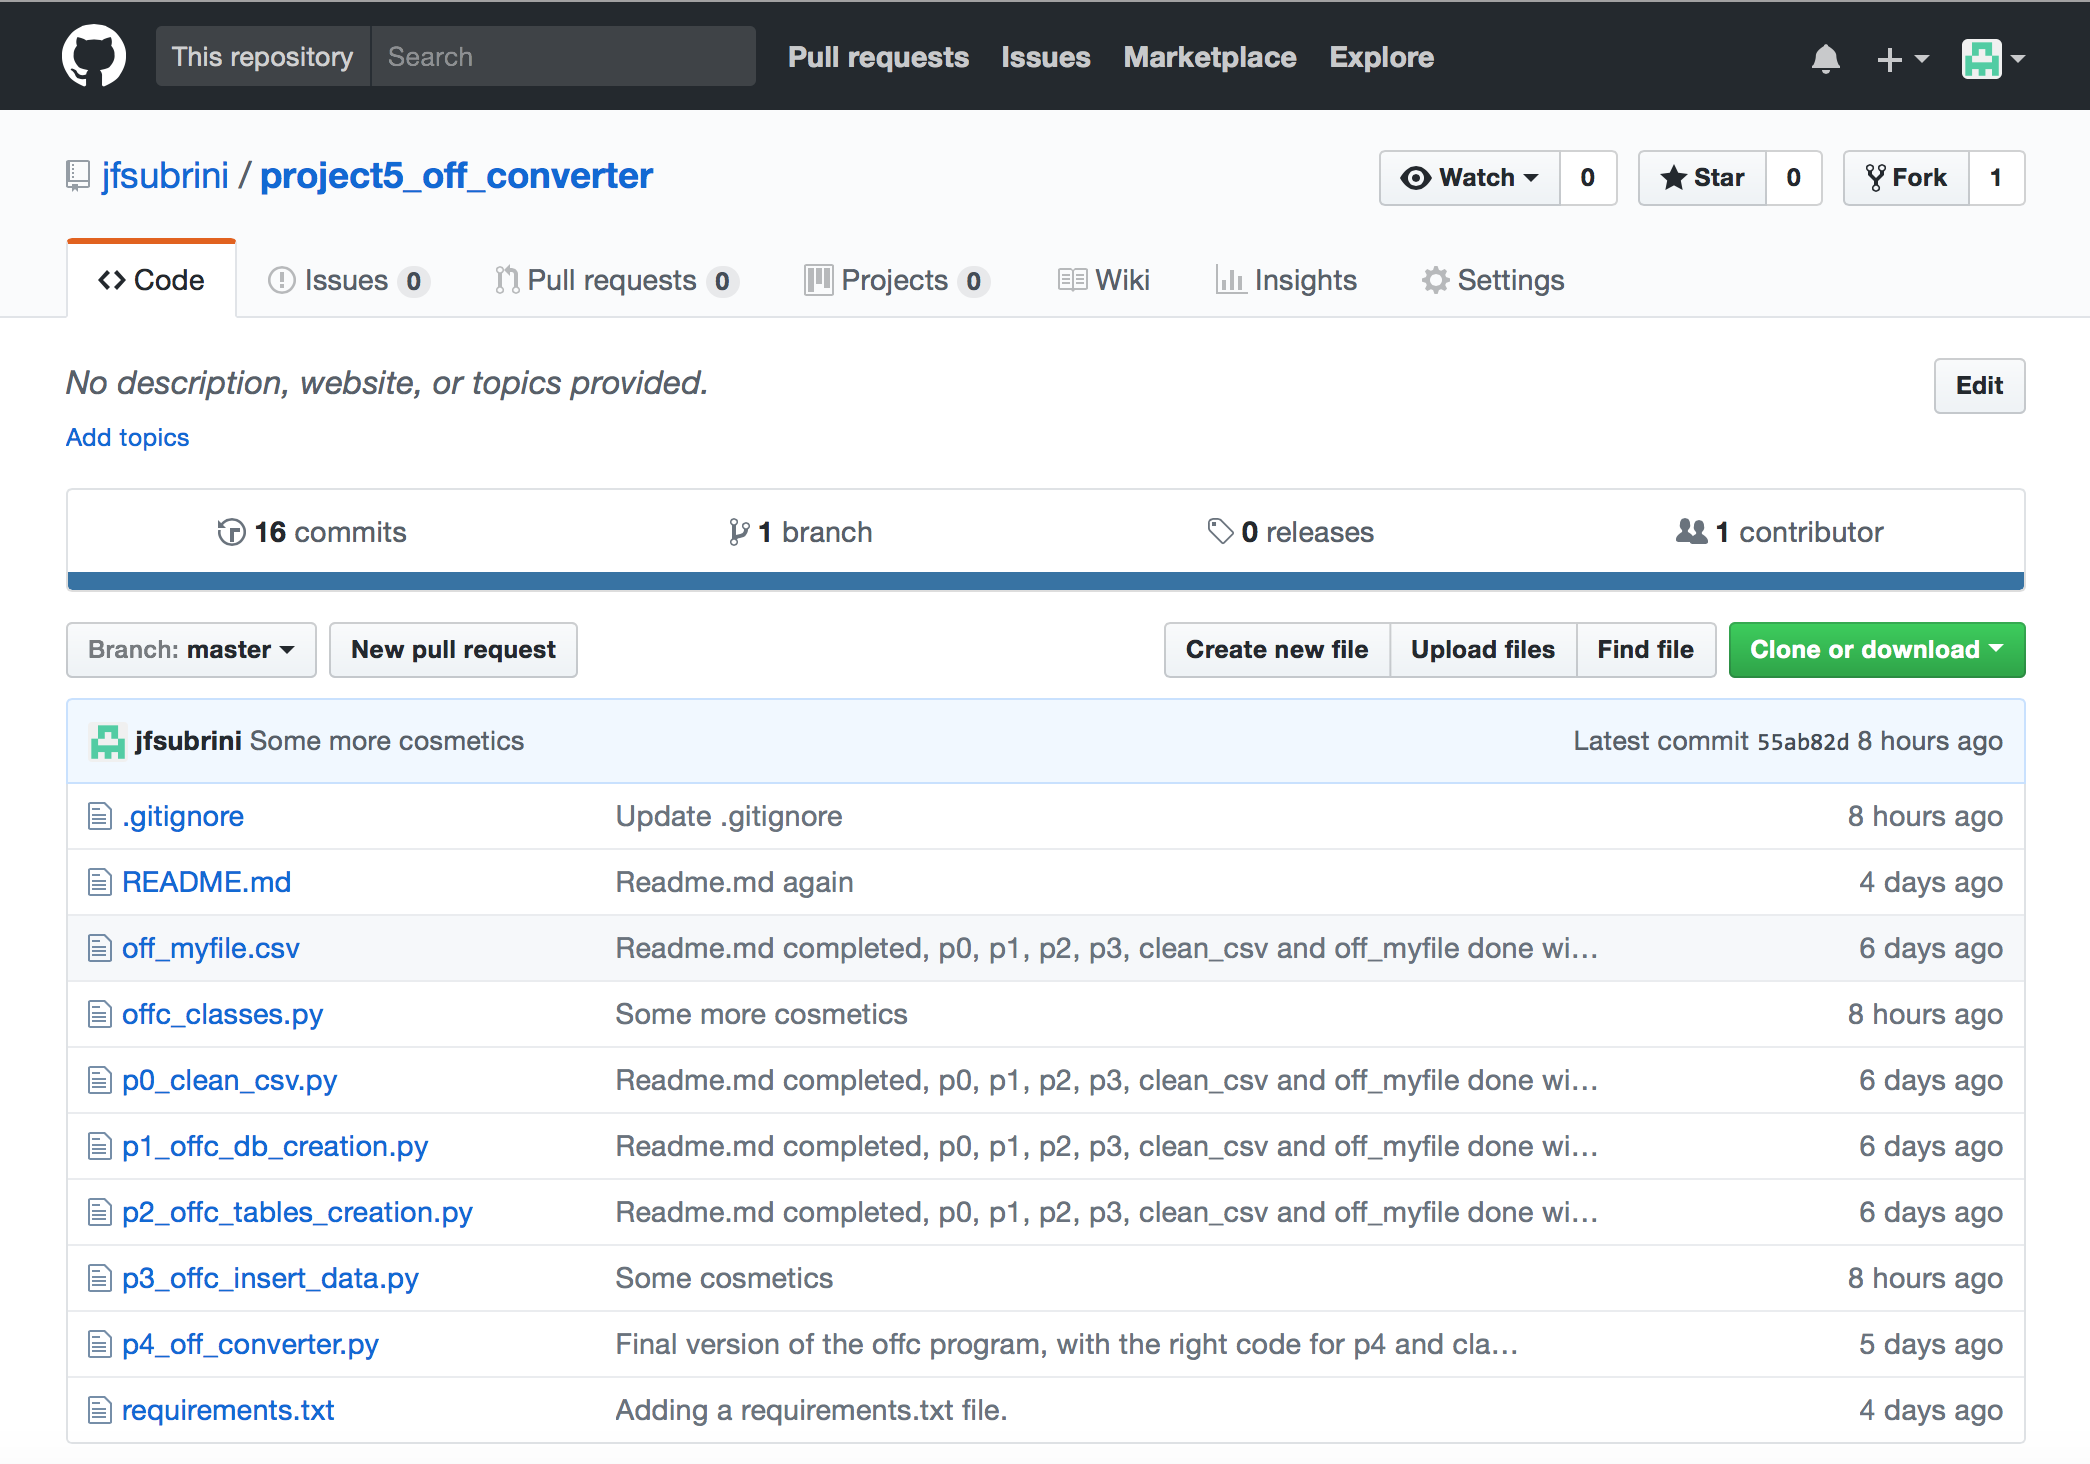 This repository Search Pull requests Issues Marketplace Explore
jfsubrini / project5_off_converter Watch 0 Star 0 Fork 1
Code Issues 0 Pull requests 0 Projects 0 Wiki Insights Settings
No description, website, or topics provided. Edit
Add topics
16 commits 1 branch 0 releases 1 contributor
Branch: master New pull request Create new file Upload files Find file Clone or download
jfsubrini Some more cosmetics Latest commit 55ab82d 8 hours ago
.gitignore Update .gitignore 8 hours ago
README.md Readme.md again 4 days ago
off_myfile.csv Readme.md completed, p0, p1, p2, p3, clean_csv and off_myfile done wi… 6 days ago
offc_classes.py Some more cosmetics 8 hours ago
p0_clean_csv.py Readme.md completed, p0, p1, p2, p3, clean_csv and off_myfile done wi… 6 days ago
p1_offc_db_creation.py Readme.md completed, p0, p1, p2, p3, clean_csv and off_myfile done wi… 6 days ago
p2_offc_tables_creation.py Readme.md completed, p0, p1, p2, p3, clean_csv and off_myfile done wi… 6 days ago
p3_offc_insert_data.py Some cosmetics 8 hours ago
p4_off_converter.py Final version of the offc program, with the right code for p4 and cla… 5 days ago
requirements.txt Adding a requirements.txt file. 4 days ago